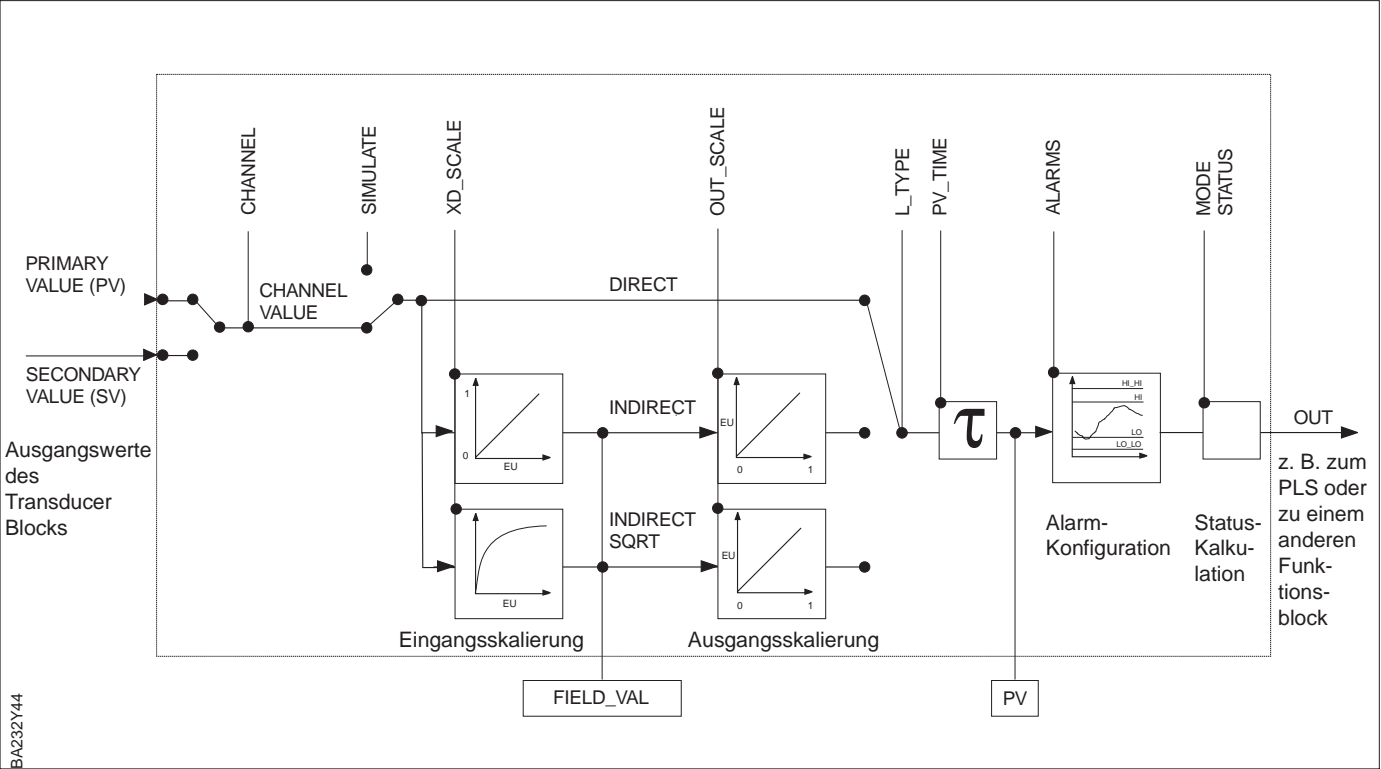 CHANNEL
SIMULATE
XD_SCALE
OUT_SCALE
L_TYPE
PV_TIME
ALARMS
MODE
STATUS
PRIMARY
VALUE (PV)
CHANNEL
VALUE
DIRECT
SECONDARY
VALUE (SV)
Ausgangswerte
des
Transducer
Blocks
1
0
EU
INDIRECT
EU
0
1
τ
HI_HI
HI
LO
LO_LO
OUT
z. B. zum
PLS oder
zu einem
anderen
Funk-
tions-
block
EU
INDIRECT
SQRT
EU
0
1
Alarm-
Konfiguration
Status-
Kalku-
lation
Eingangsskalierung
Ausgangsskalierung
FIELD_VAL
PV
BA232Y44